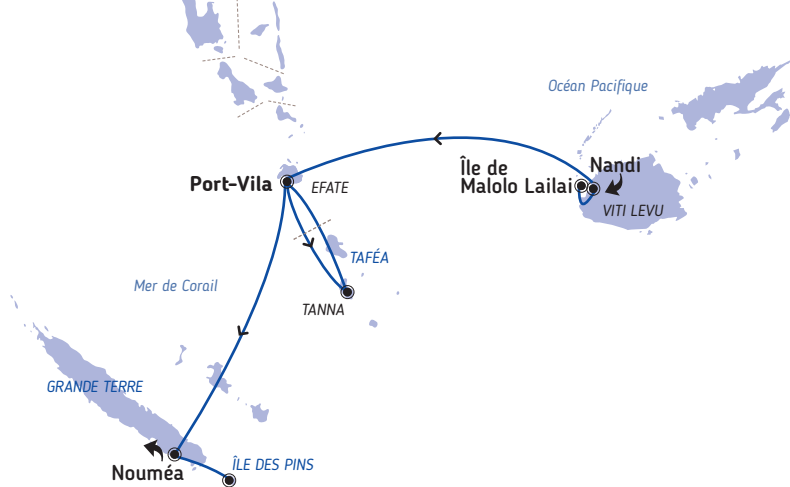 Océan Pacifique
Île de
Malolo Lailai
Nandi
Port-Vila
EFATE
VITI LEVU
TAFÉA
Mer de Corail
TANNA
GRANDE TERRE
ÎLE DES PINS
Nouméa